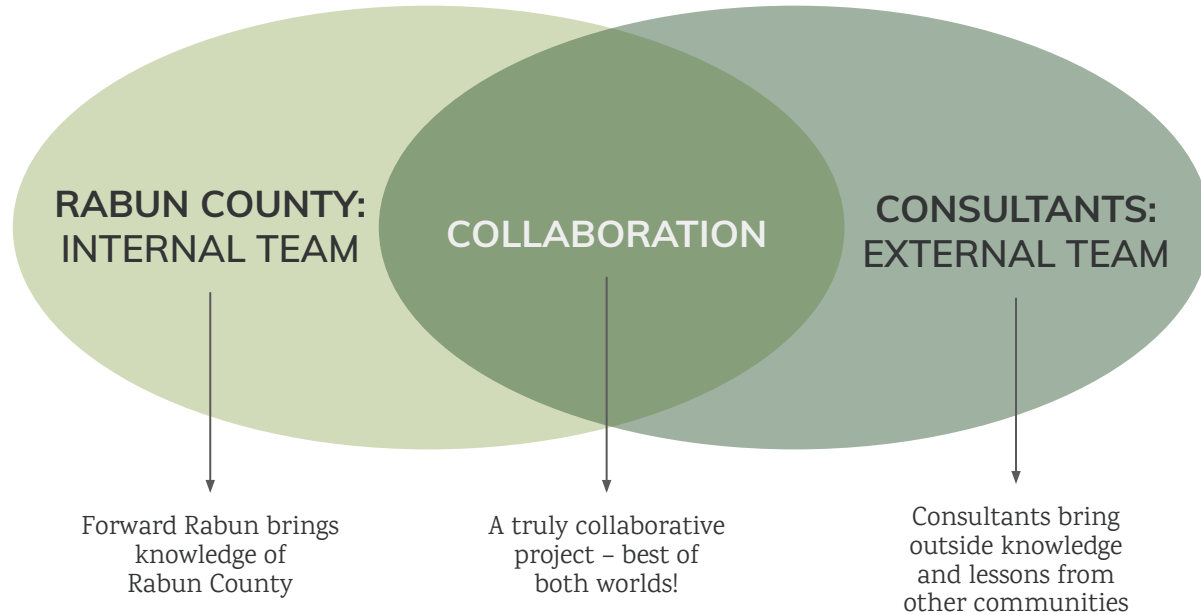 RABUN COUNTY:
INTERNAL TEAM
COLLABORATION
CONSULTANTS:
EXTERNAL TEAM
Forward Rabun brings
knowledge of
Rabun County
A truly collaborative
project – best of
both worlds!
Consultants bring
outside knowledge
and lessons from
other communities